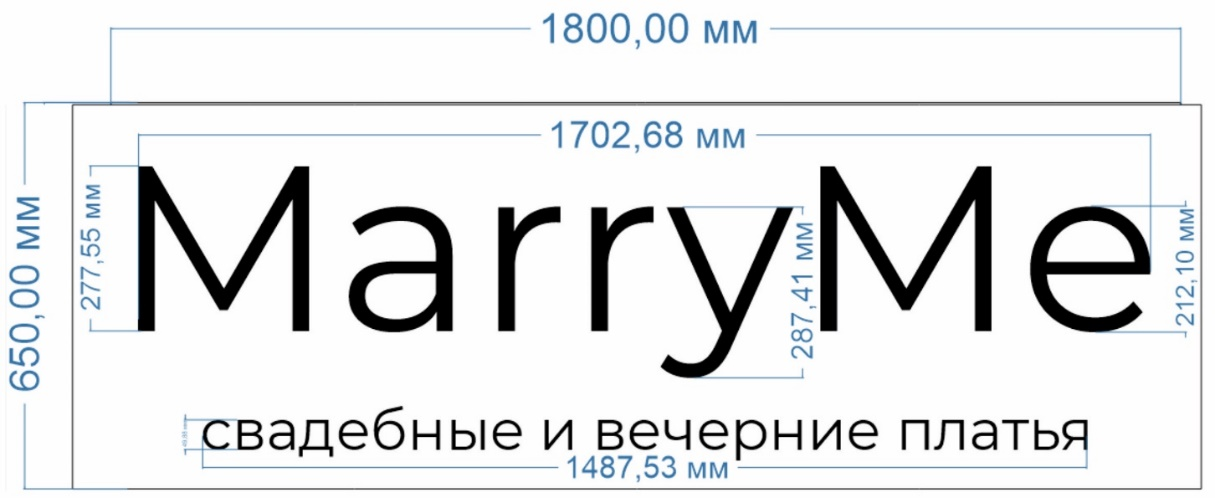 1800,00 мм
1702,68 мм
650,00 мм
277,55 мм
MarryMe
287,41 мм
212,10 мм
свадебные и вечерние платья
1487,53 мм